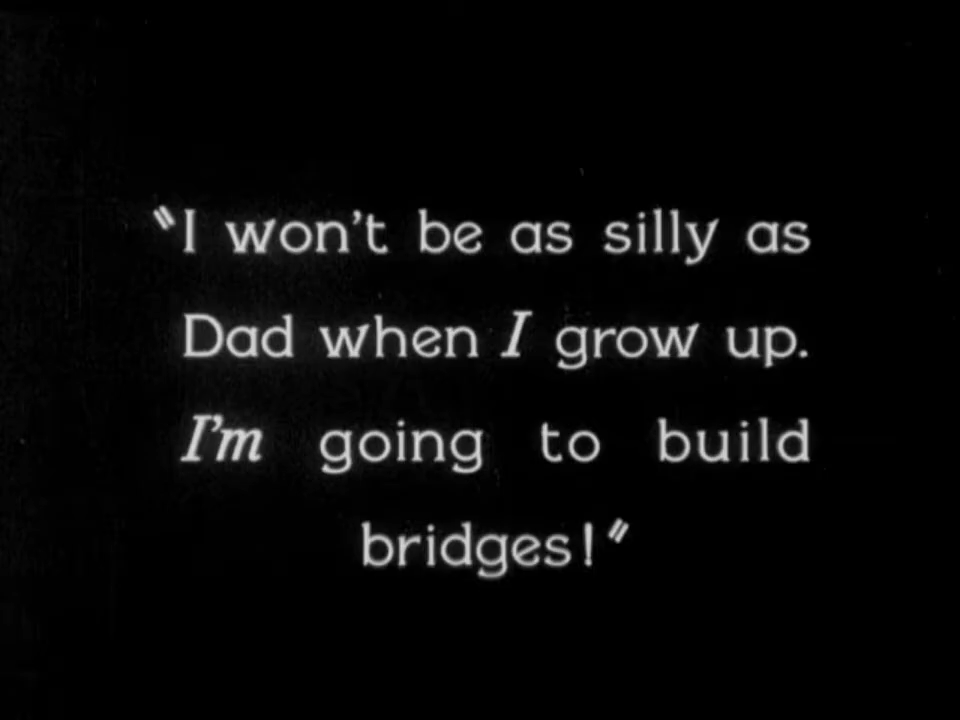 "I won't be as silly as
Dad when I grow up.
I'm going to build
bridges!"